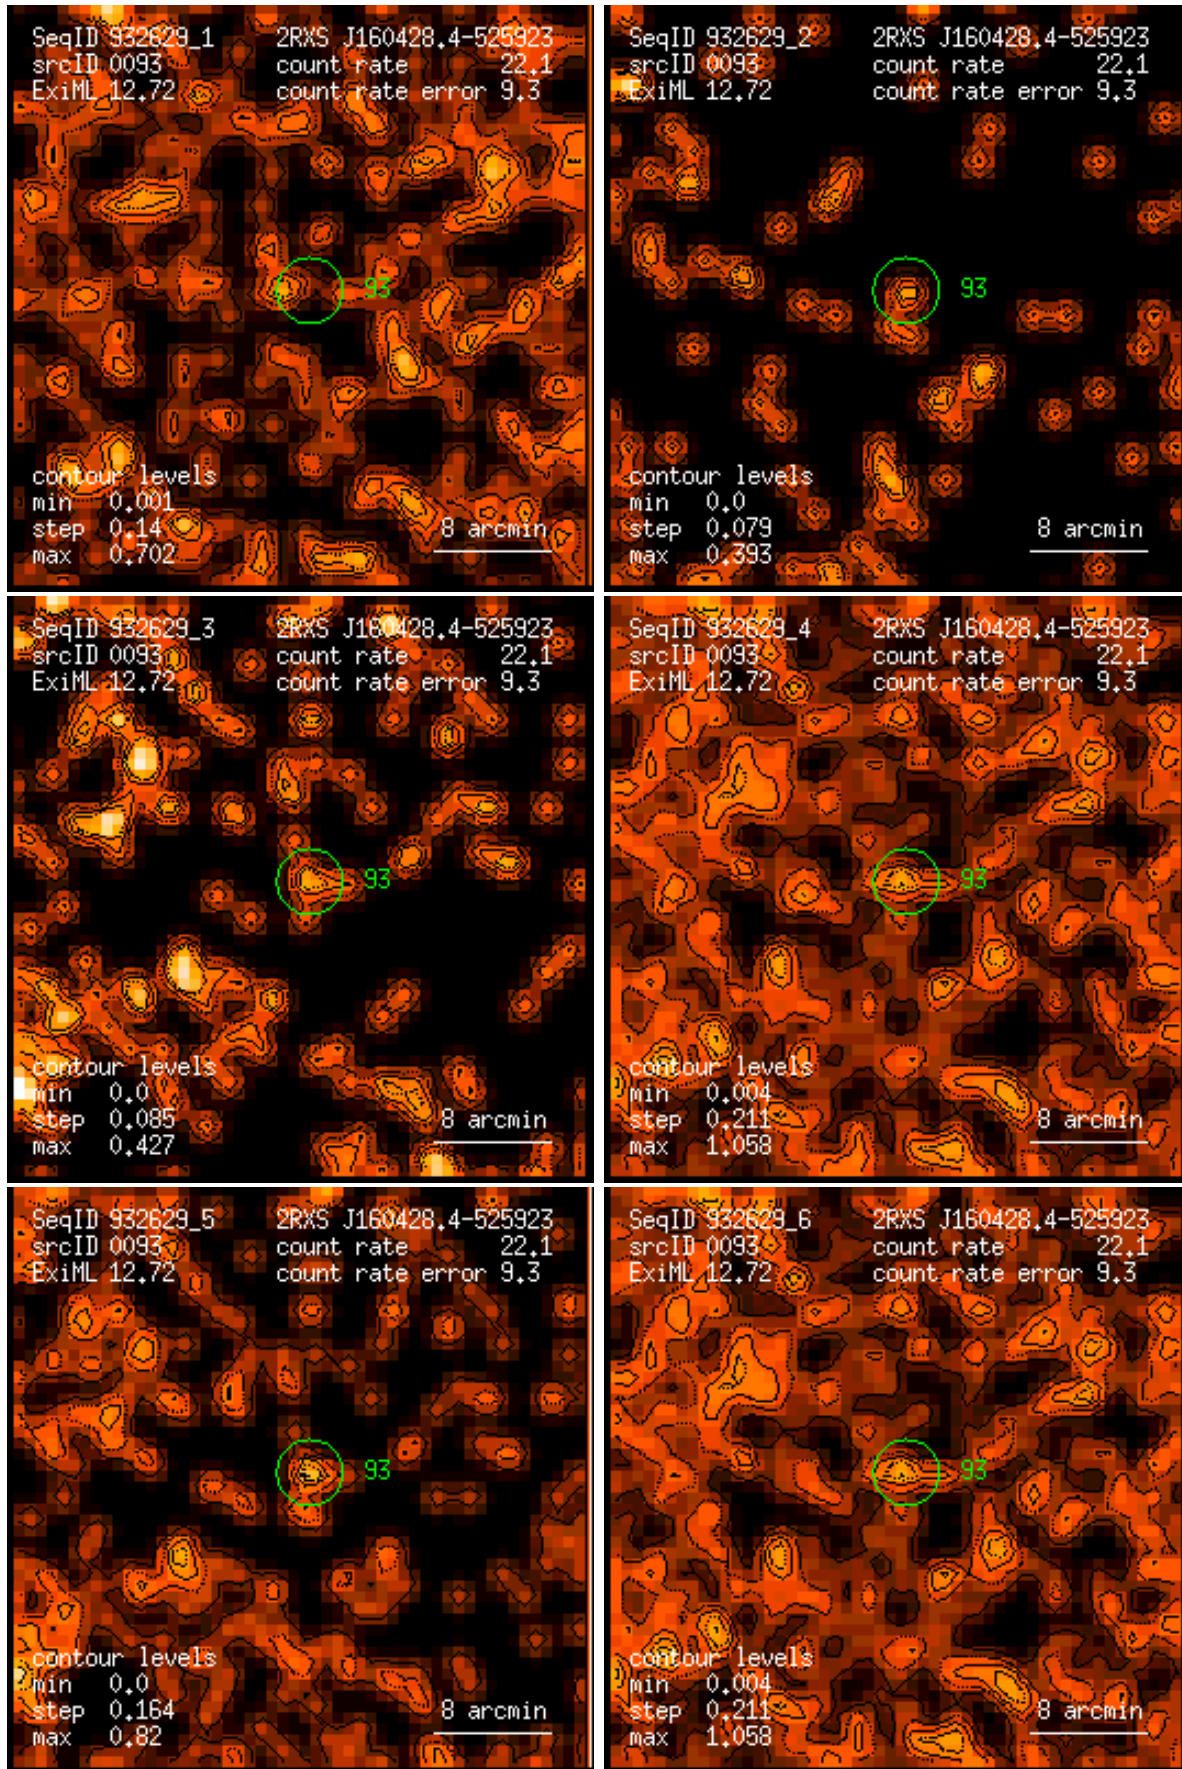 SeqID 932629_1 2RXS J160428.4-525923
srcID 0093 count rate 22.1
ExiML 12.72 count rate error 9.3
93
contour levels
min 0.001
step 0.14 8 arcmin
max 0.702
SeqID 932629_2 2RXS J160428.4-525923
srcID 0093 count rate 22.1
ExiML 12.72 count rate error 9.3
93
contour levels
min 0.0
step 0.079 8 arcmin
max 0.393
SeqID 932629_3 2RXS J160428.4-525923
srcID 0093 count rate 22.1
ExiML 12.72 count rate error 9.3
93
contour levels
min 0.0
step 0.085 8 arcmin
max 0.427
SeqID 932629_4 2RXS J160428.4-525923
srcID 0093 count rate 22.1
ExiML 12.72 count rate error 9.3
93
contour levels
min 0.004
step 0.211 8 arcmin
max 1.058
SeqID 932629_5 2RXS J160428.4-525923
srcID 0093 count rate 22.1
ExiML 12.72 count rate error 9.3
93
contour levels
min 0.0
step 0.164 8 arcmin
max 0.82
SeqID 932629_6 2RXS J160428.4-525923
srcID 0093 count rate 22.1
ExiML 12.72 count rate error 9.3
93
contour levels
min 0.004
step 0.211 8 arcmin
max 1.058